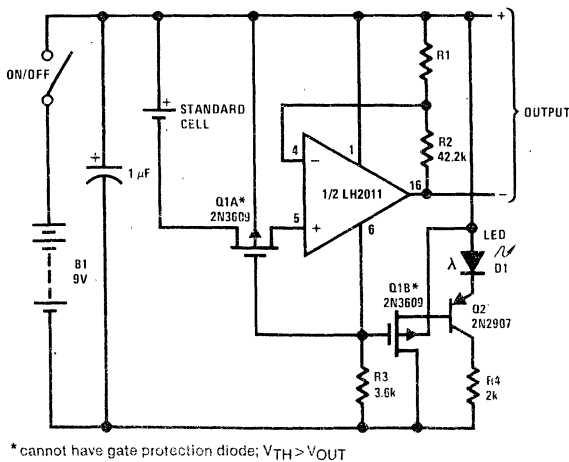 +
ON/OFF
+
STANDARD
CELL
R1
OUTPUT
4
−
1
R2
42.2k
+
1 µF
1/2 LH2011
16
−
Q1A*
2N3609
5
+
6
LED
λ
D1
B1
9V
Q1B*
2N3609
Q2
2N2907
R3
3.6k
R4
2k
*cannot have gate protection diode; VTH > VOUT